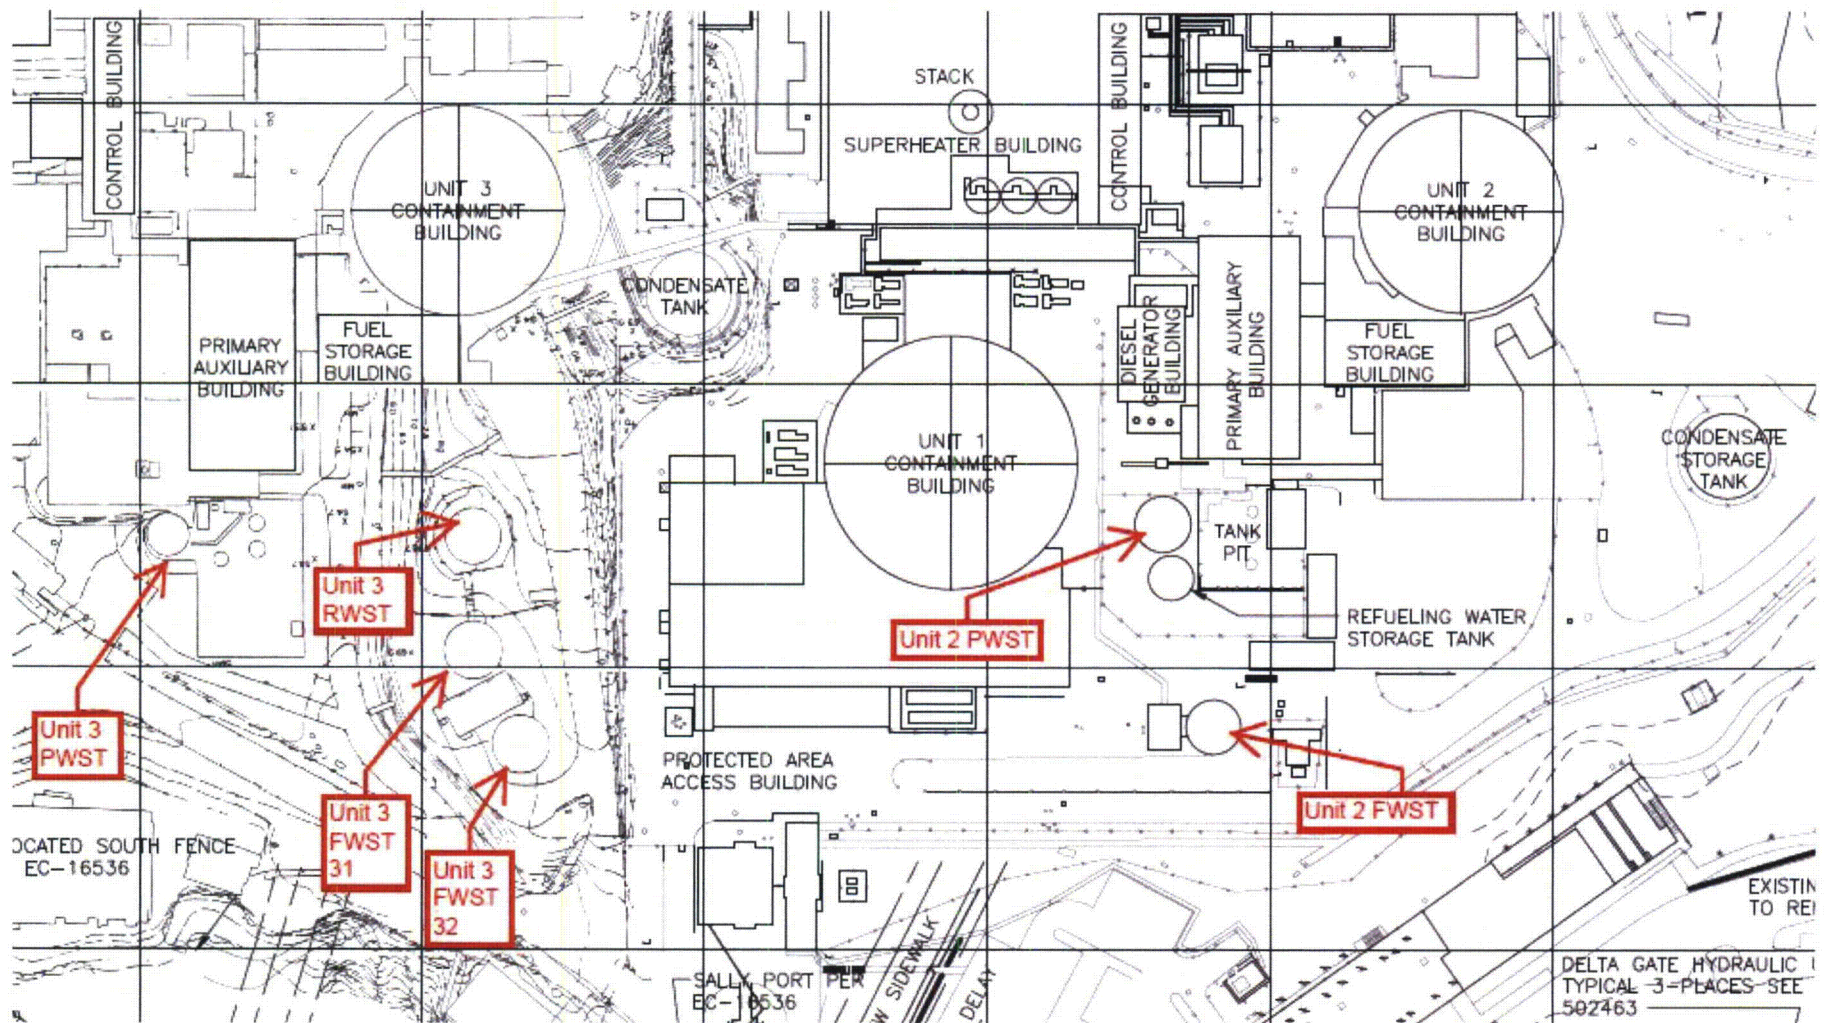 CONTROL BUILDING
UNIT 3
CONTAINMENT
BUILDING
STACK
SUPERHEATER BUILDING
CONTROL BUILDING
UNIT 2
CONTAINMENT
BUILDING
CONDENSATE
TANK
PRIMARY
AUXILIARY
BUILDING
FUEL
STORAGE
BUILDING
DIESEL
GENERATOR
BUILDING
PRIMARY AUXILIARY
BUILDING
FUEL
STORAGE
BUILDING
UNIT 1
CONTAINMENT
BUILDING
CONDENSATE
STORAGE
TANK
TANK
PIT
Unit 3
RWST
Unit 2 PWST
REFUELING WATER
STORAGE TANK
Unit 3
PWST
PROTECTED AREA
ACCESS BUILDING
Unit 3
FWST
31
Unit 2 FWST
OCATED SOUTH FENCE
EC-16536
Unit 3
FWST
32
EXISTIN
TO RE
SALLY PORT PER
EC-16536
W SIDEWALK
DELAY
DELTA GATE HYDRAULIC
TYPICAL 3-PLACES SEE
502463